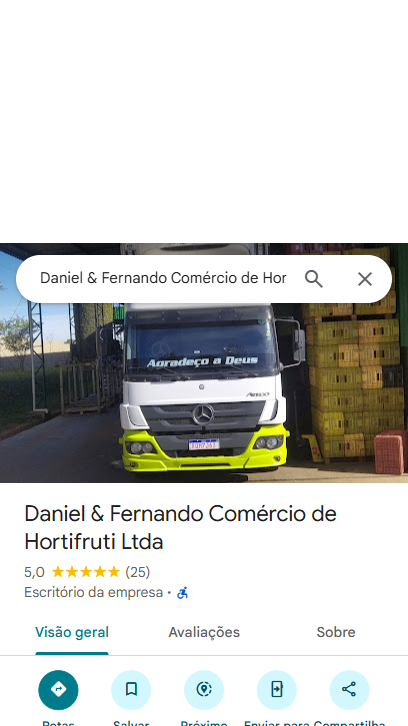 Daniel & Fernando Comércio de Hor
Agradeço a Deus
Atego
Daniel & Fernando Comércio de
Hortifruti Ltda
5,0 ★★★★★ (25)
Escritório da empresa ·
Visão geral Avaliações Sobre
Rotas Salvar Próximo Enviar para Compartilha